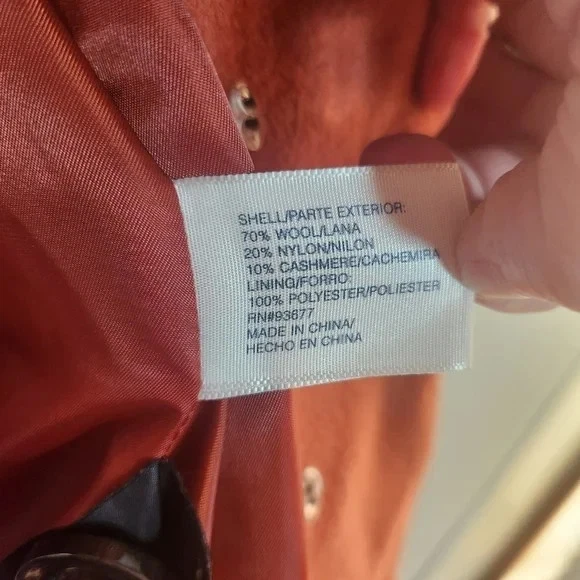 SHELL/PARTE EXTERIOR:
70% WOOL/LANA
20% NYLON/NILON
10% CASHMERE/CACHEMIRA
LINING/FORRO:
100% POLYESTER/POLIESTER
RN#93677
MADE IN CHINA/
HECHO EN CHINA